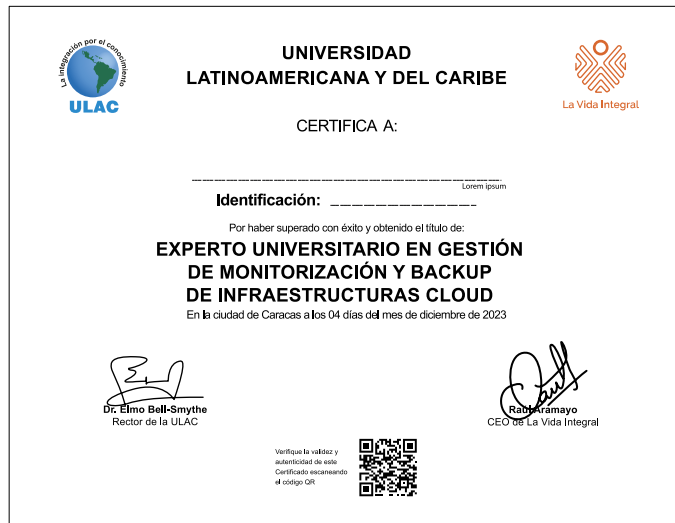 La integración por el conocimiento
ULAC
UNIVERSIDAD
LATINOAMERICANA Y DEL CARIBE
La Vida Integral
CERTIFICA A:
Lorem ipsum
Identificación:
Por haber superado con éxito y obtenido el título de:
EXPERTO UNIVERSITARIO EN GESTIÓN
DE MONITORIZACIÓN Y BACKUP
DE INFRAESTRUCTURAS CLOUD
En la ciudad de Caracas a los 04 días del mes de diciembre de 2023
Dr. Elmo Bell-Smythe
Rector de la ULAC
Raúl Aramayo
CEO de La Vida Integral
Verifique la validez y
autenticidad de este
Certificado escaneando
el código QR